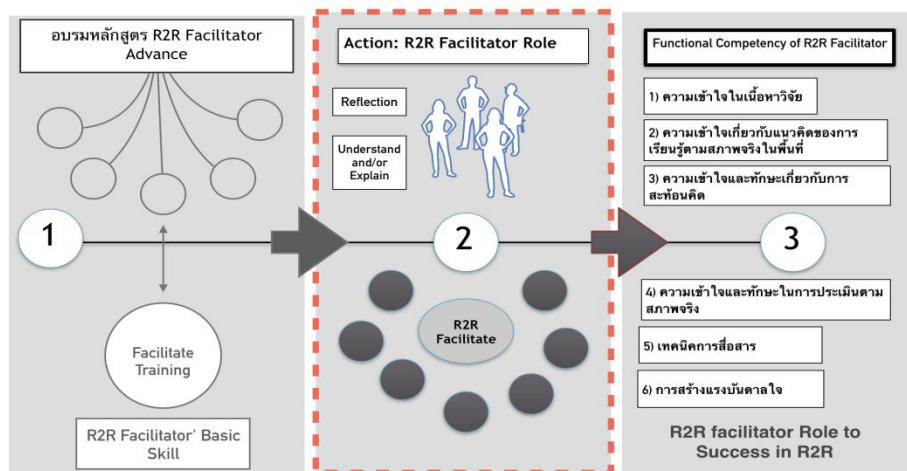 อบรมหลักสูตร R2R Facilitator
Advance
1
Facilitate
Training
R2R Facilitator' Basic
Skill
Action: R2R Facilitator Role
Reflection
Understand
and/or
Explain
2
R2R
Facilitate
Functional Competency of R2R Facilitator
1) ความเข้าใจในเนื้อหาวิจัย
2) ความเข้าใจเกี่ยวกับแนวคิดของการ
เรียนรู้ตามสภาพจริงในพื้นที่
3) ความเข้าใจและทักษะเกี่ยวกับการ
สะท้อนคิด
3
4) ความเข้าใจและทักษะในการประเมินตาม
สภาพจริง
5) เทคนิคการสื่อสาร
6) การสร้างแรงบันดาลใจ
R2R facilitator Role to
Success in R2R